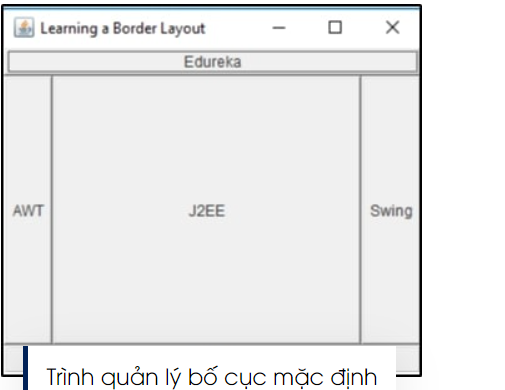 Learning a Border Layout
Edureka
AWT J2EE Swing
Trình quản lý bố cục mặc định